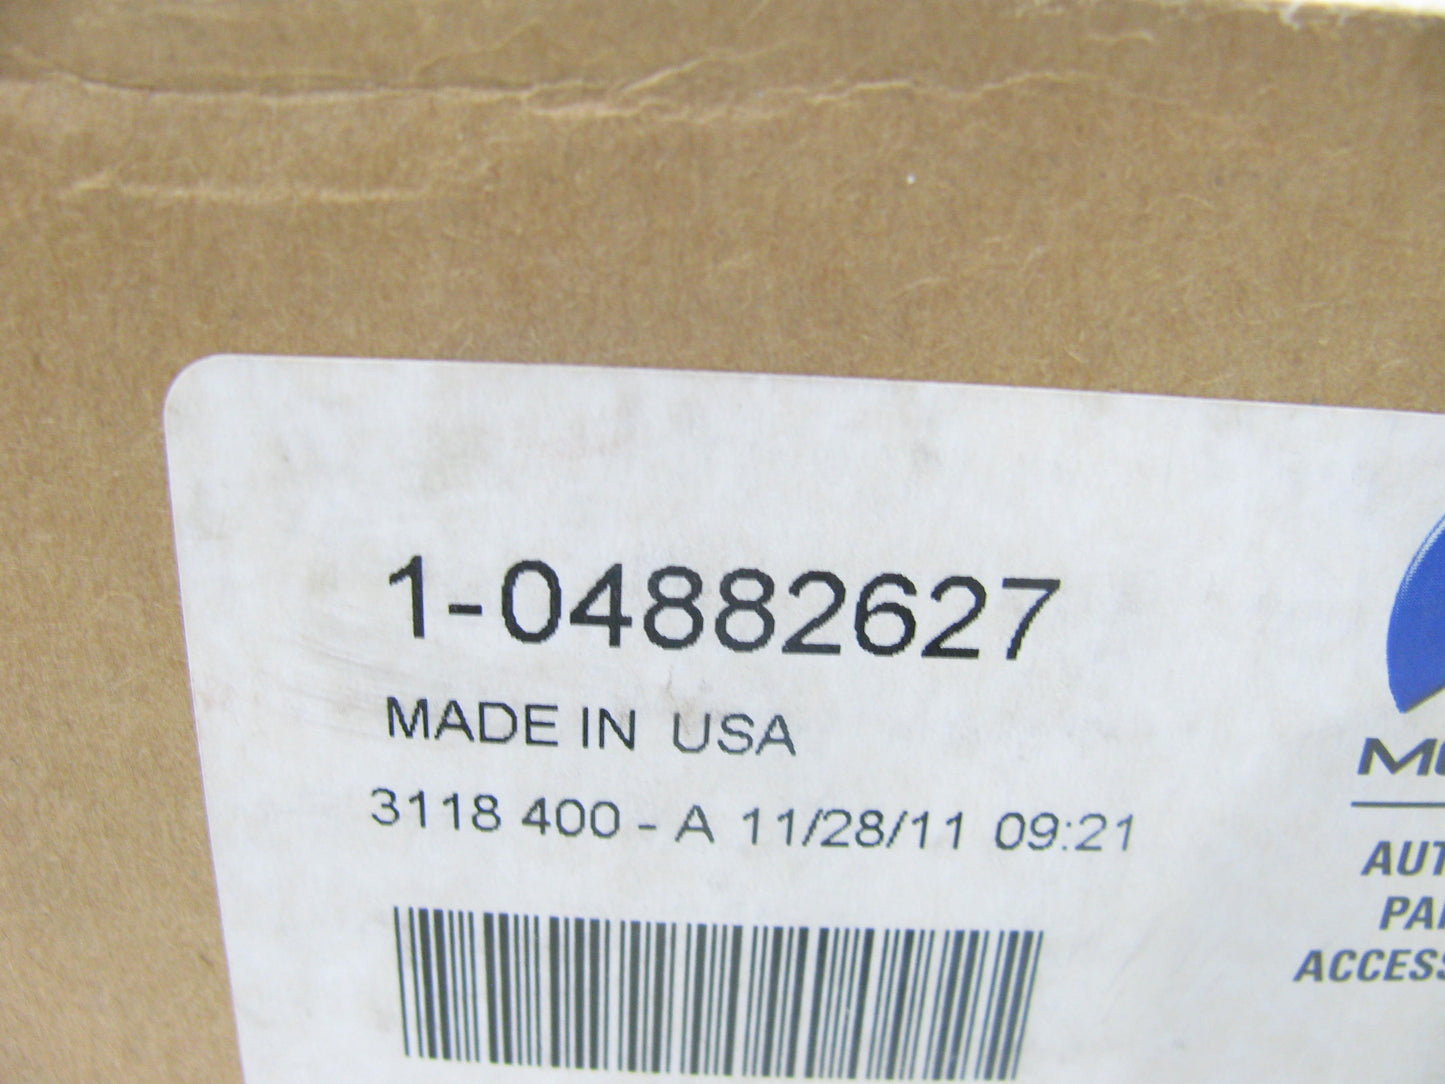 1-04882627
MADE IN USA
3118 400 - A 11/28/11 09:21